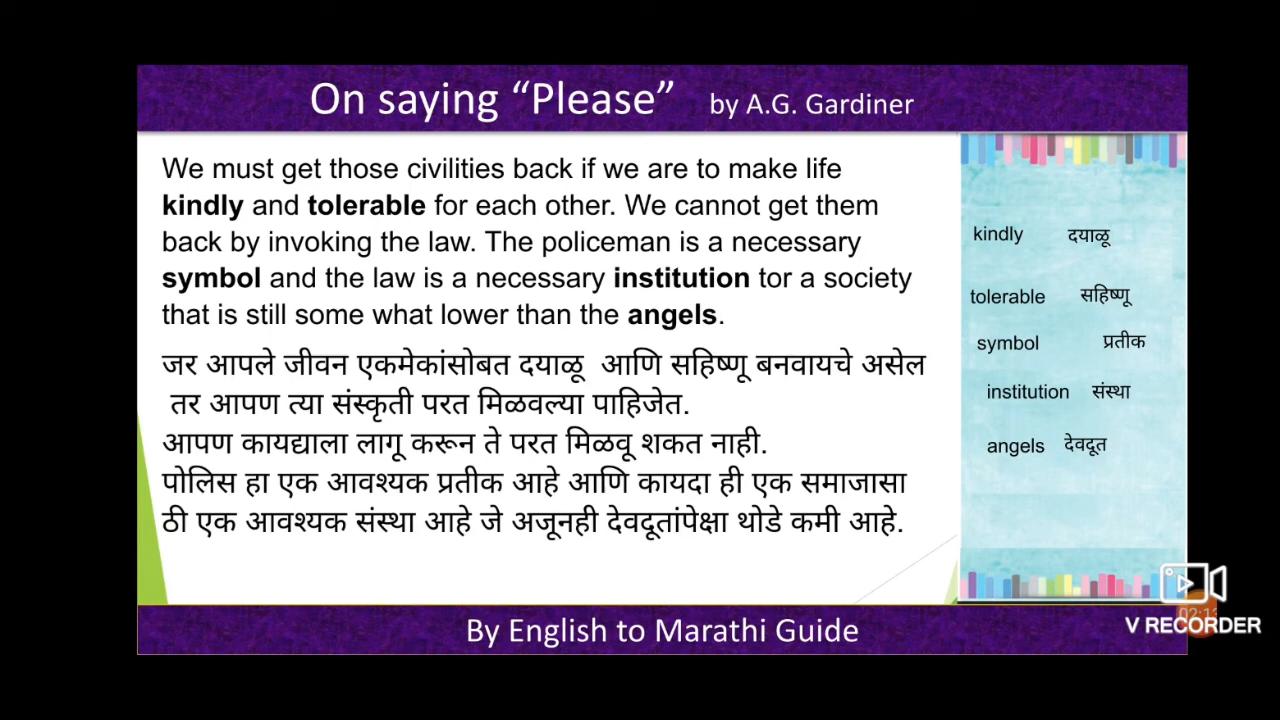 On saying “Please” by A.G. Gardiner
We must get those civilities back if we are to make life
kindly and tolerable for each other. We cannot get them
back by invoking the law. The policeman is a necessary
symbol and the law is a necessary institution tor a society
that is still some what lower than the angels.
जर आपले जीवन एकमेकांसोबत दयाळू आणि सहिष्णू बनवायचे असेल
तर आपण त्या संस्कृती परत मिळवल्या पाहिजेत.
आपण कायद्याला लागू करून ते परत मिळवू शकत नाही.
पोलिस हा एक आवश्यक प्रतीक आहे आणि कायदा ही एक समाजासा
ठी एक आवश्यक संस्था आहे जे अजूनही देवदूतांपेक्षा थोडे कमी आहे.
kindly दयाळू
tolerable सहिष्णू
symbol प्रतीक
institution संस्था
angels देवदूत
By English to Marathi Guide
V RECORDER